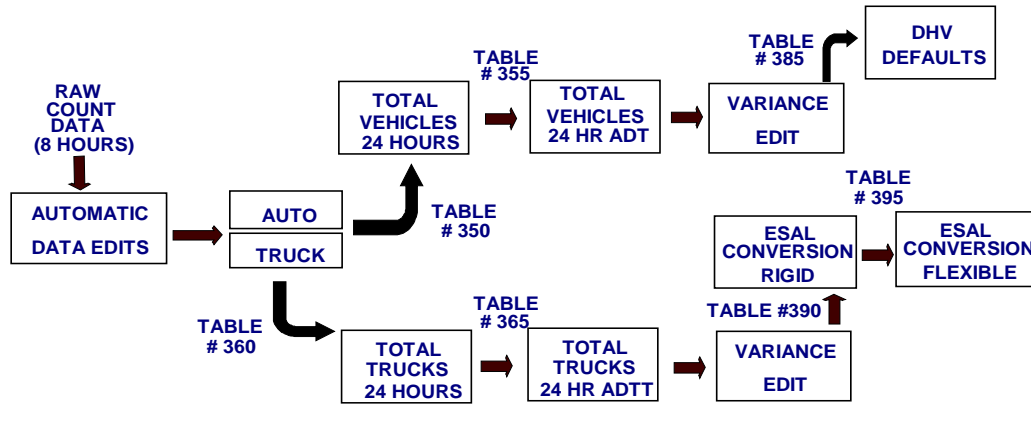 RAW
COUNT
DATA
(8 HOURS)
AUTOMATIC
DATA EDITS
AUTO
TRUCK
TABLE
# 350
TOTAL
VEHICLES
24 HOURS
TABLE
# 355
TOTAL
VEHICLES
24 HR ADT
VARIANCE
EDIT
TABLE
# 385
DHV
DEFAULTS
TABLE
# 360
TOTAL
TRUCKS
24 HOURS
TABLE
# 365
TOTAL
TRUCKS
24 HR ADTT
VARIANCE
EDIT
TABLE #390
ESAL
CONVERSION
RIGID
TABLE
# 395
ESAL
CONVERSION
FLEXIBLE